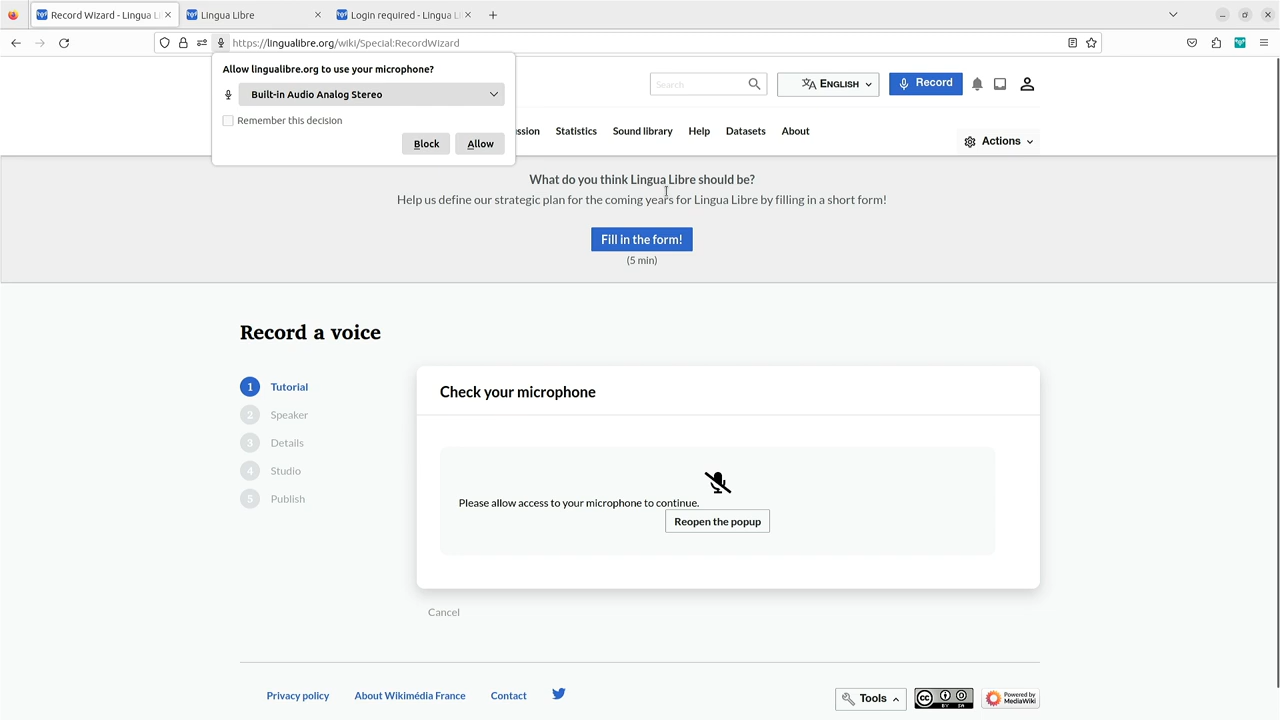 Record Wizard - Lingua Li
Lingua Libre
Login required - Lingua L
https://lingualibre.org/wiki/Special:RecordWizard
Allow lingualibre.org to use your microphone?
Built-in Audio Analog Stereo
Remember this decision
Block
Allow
Search
ENGLISH
Record
ssion
Statistics
Sound library
Help
Datasets
About
Actions
What do you think Lingua Libre should be?
Help us define our strategic plan for the coming years for Lingua Libre by filling in a short form!
Fill in the form!
(5 min)
Record a voice
1 Tutorial
2 Speaker
3 Details
4 Studio
5 Publish
Check your microphone
Please allow access to your microphone to continue.
Reopen the popup
Cancel
Privacy policy
About Wikimédia France
Contact
Tools
CC BY SA
Powered by
MediaWiki